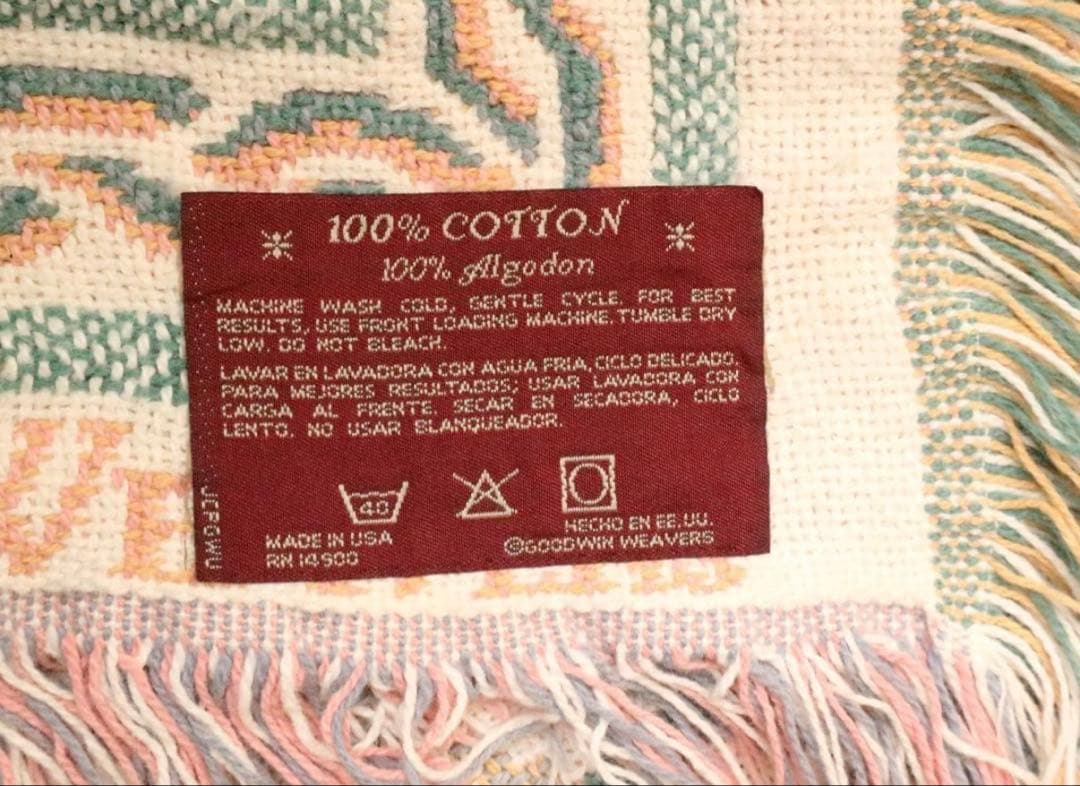 100% COTTON
100% Algodon
MACHINE WASH COLD, GENTLE CYCLE. FOR BEST
RESULTS, USE FRONT LOADING MACHINE. TUMBLE DRY
LOW. DO NOT BLEACH.
LAVAR EN LAVADORA CON AGUA FRIA, CICLO DELICADO.
PARA MEJORES RESULTADOS; USAR LAVADORA CON
CARGA AL FRENTE. SECAR EN SECADORA, CICLO
LENTO. NO USAR BLANQUEADOR.
40
HECHO EN EE.UU.
MADE IN USA
©GOODWIN WEAVERS
RN 14900